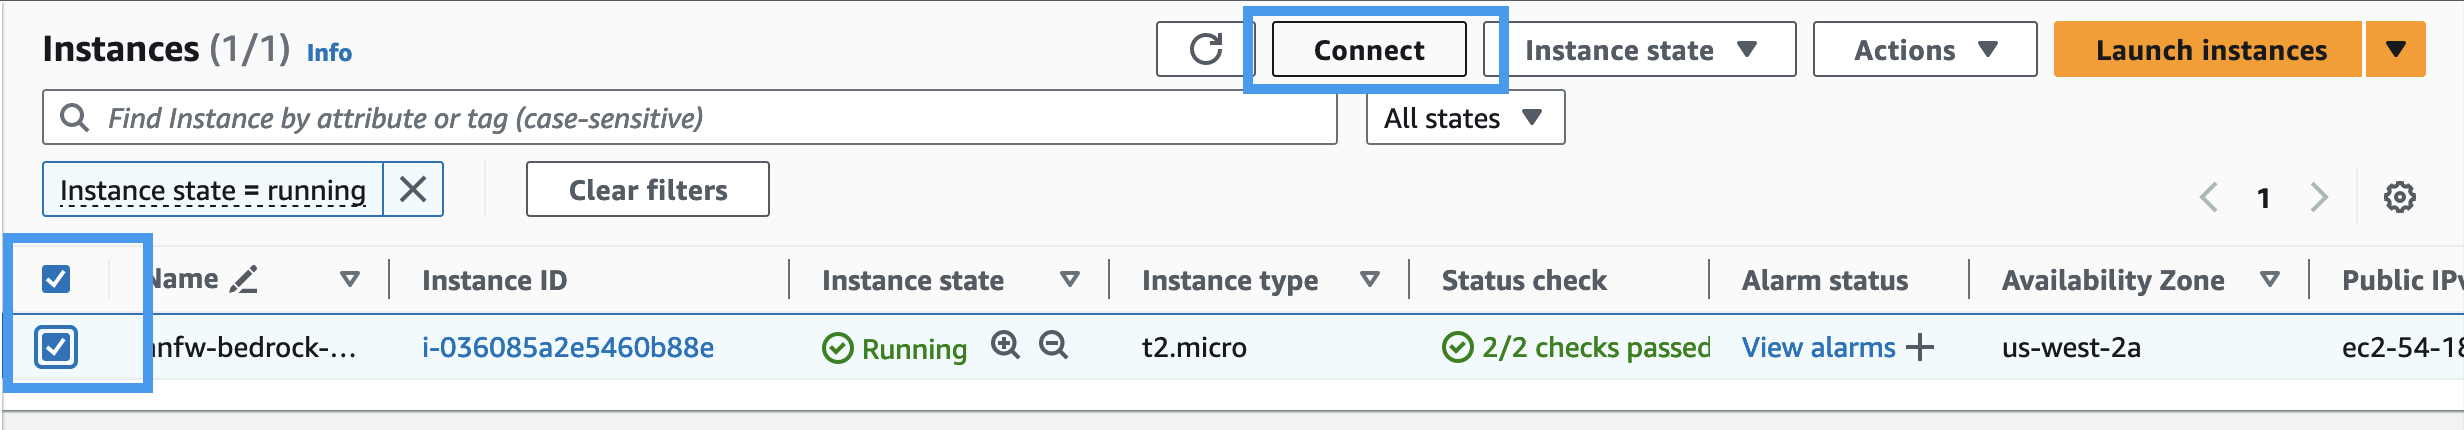 Instances (1/1) Info
Connect
Instance state
Actions
Launch instances
Find Instance by attribute or tag (case-sensitive)
All states
Instance state = running
Clear filters
1
Name
Instance ID
Instance state
Instance type
Status check
Alarm status
Availability Zone
Public IPv
nfw-bedrock-...
i-036085a2e5460b88e
Running
t2.micro
2/2 checks passed
View alarms
us-west-2a
ec2-54-18